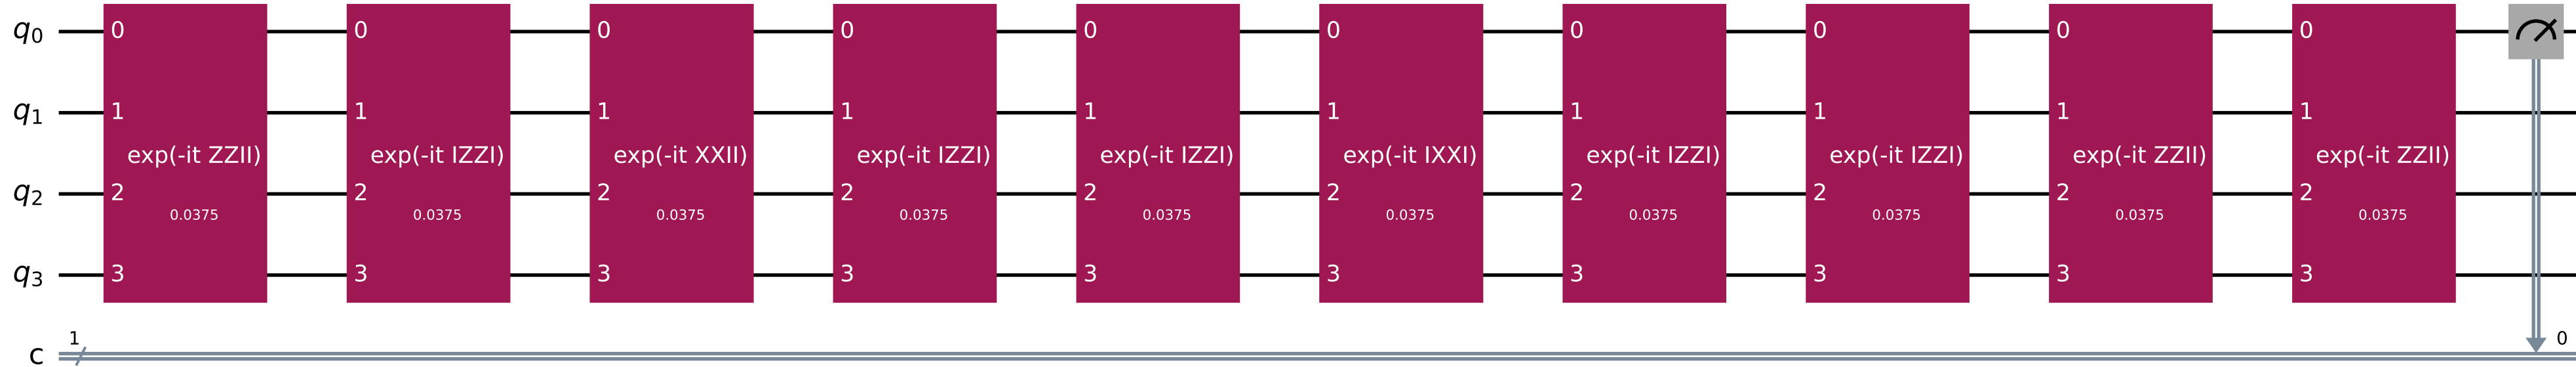 q0 0 0 0 0 0 0 0 0 0 0
q1 1 1 1 1 1 1 1 1 1 1
exp(-it ZZII) exp(-it IZZI) exp(-it XXII) exp(-it IZZI) exp(-it IZZI) exp(-it IXXI) exp(-it IZZI) exp(-it IZZI) exp(-it ZZII) exp(-it ZZII)
q2 2 2 2 2 2 2 2 2 2 2
0.0375 0.0375 0.0375 0.0375 0.0375 0.0375 0.0375 0.0375 0.0375 0.0375
q3 3 3 3 3 3 3 3 3 3 3
1 0
c